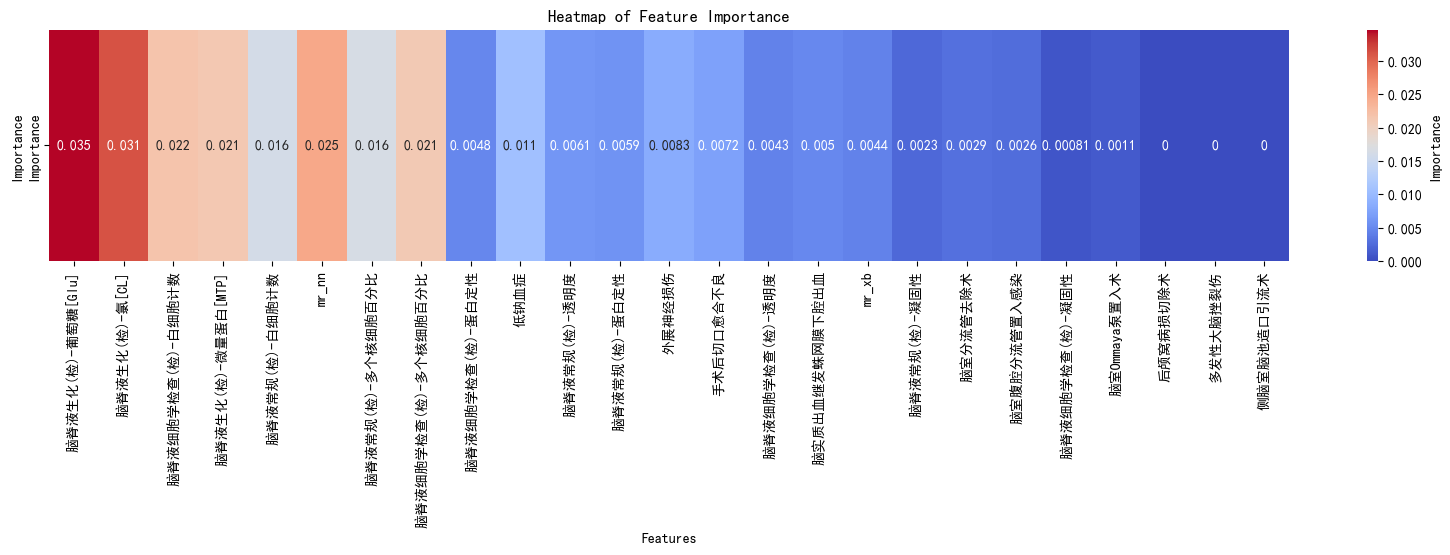 Heatmap of Feature Importance
Importance
Importance
0.035
0.031
0.022
0.021
0.016
0.025
0.016
0.021
0.0048
0.011
0.0061
0.0059
0.0083
0.0072
0.0043
0.005
0.0044
0.0023
0.0029
0.0026
0.00081
0.0011
0
0
0
脑脊液生化(检)-葡萄糖[Glu]
脑脊液生化(检)-氯[CL]
脑脊液细胞学检查(检)-白细胞计数
脑脊液生化(检)-微量蛋白[MTP]
脑脊液常规(检)-白细胞计数
mr_nn
脑脊液常规(检)-多个核细胞百分比
脑脊液细胞学检查(检)-多个核细胞百分比
脑脊液细胞学检查(检)-蛋白定性
低钠血症
脑脊液常规(检)-透明度
脑脊液常规(检)-蛋白定性
外展神经损伤
手术后切口愈合不良
脑脊液细胞学检查(检)-透明度
脑实质出血继发蛛网膜下腔出血
mr_xb
脑脊液常规(检)-凝固性
脑室分流管去除术
脑室腹腔分流管置入感染
脑脊液细胞学检查(检)-凝固性
脑室Ommaya泵置入术
后颅窝病损切除术
多发性大脑挫裂伤
侧脑室脑池造口引流术
Features
0.030
0.025
0.020
0.015
0.010
0.005
0.000
Importance